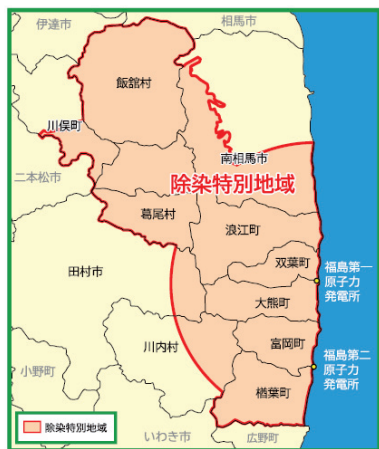 伊達市
相馬市
飯舘村
川俣町
南相馬市
除染特別地域
二本松市
葛尾村
浪江町
双葉町
福島第一
原子力
発電所
田村市
大熊町
川内村
富岡町
福島第二
原子力
発電所
小野町
楢葉町
除染特別地域
いわき市
広野町